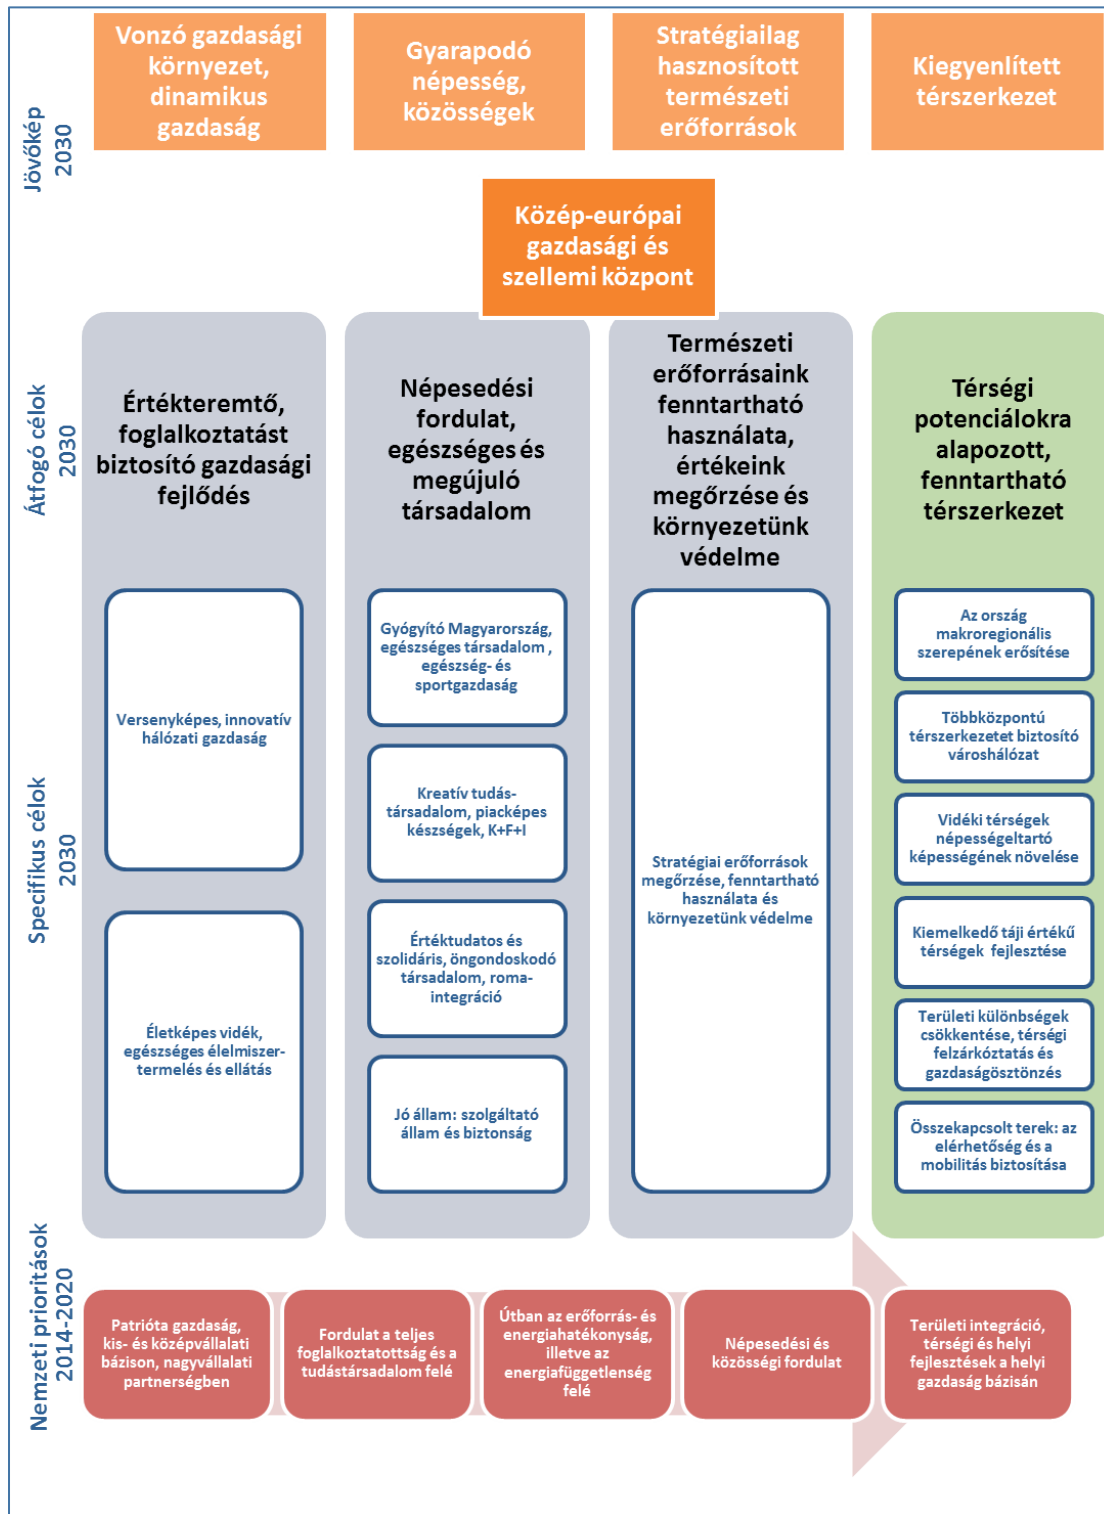 Jövőkép
2030
Vonzó gazdasági
környezet,
dinamikus
gazdaság
Gyarapodó
népesség,
közösségek
Stratégiailag
hasznosított
természeti
erőforrások
Kiegyenlített
térszerkezet
Közép-európai
gazdasági és
szellemi központ
Átfogó célok
2030
Értékteremtő,
foglalkoztatást
biztosító gazdasági
fejlődés
Népesedési
fordulat,
egészséges és
megújuló
társadalom
Természeti
erőforrásaink
fenntartható
használata,
értékeink
megőrzése és
környezetünk
védelme
Térségi
potenciálokra
alapozott,
fenntartható
térszerkezet
Specifikus célok
2030
Versenyképes, innovatív
hálózati gazdaság
Életképes vidék,
egészséges élelmiszer-
termelés és ellátás
Gyógyító Magyarország,
egészséges társadalom ,
egészség- és
sportgazdaság
Kreatív tudás-
társadalom, piacképes
készségek, K+F+I
Értéktudatos és
szolidáris, öngondoskodó
társadalom, roma-
integráció
Jó állam: szolgáltató
állam és biztonság
Stratégiai erőforrások
megőrzése, fenntartható
használata és
környezetünk védelme
Az ország
makroregionális
szerepének erősítése
Többközpontú
térszerkezetet biztosító
városhálózat
Vidéki térségek
népességeltartó
képességének növelése
Kiemelkedő táji értékű
térségek fejlesztése
Területi különbségek
csökkentése, térségi
felzárkóztatás és
gazdaságösztönzés
Összekapcsolt terek: az
elérhetőség és a
mobilitás biztosítása
Nemzeti prioritások
2014-2020
Patrióta gazdaság,
kis- és középvállalati
bázison, nagyvállalati
partnerségben
Fordulat a teljes
foglalkoztatottság és a
tudástársadalom felé
Útban az erőforrás- és
energiahatékonyság,
illetve az
energiafüggetlenség
felé
Népesedési és
közösségi fordulat
Területi integráció,
térségi és helyi
fejlesztések a helyi
gazdaság bázisán